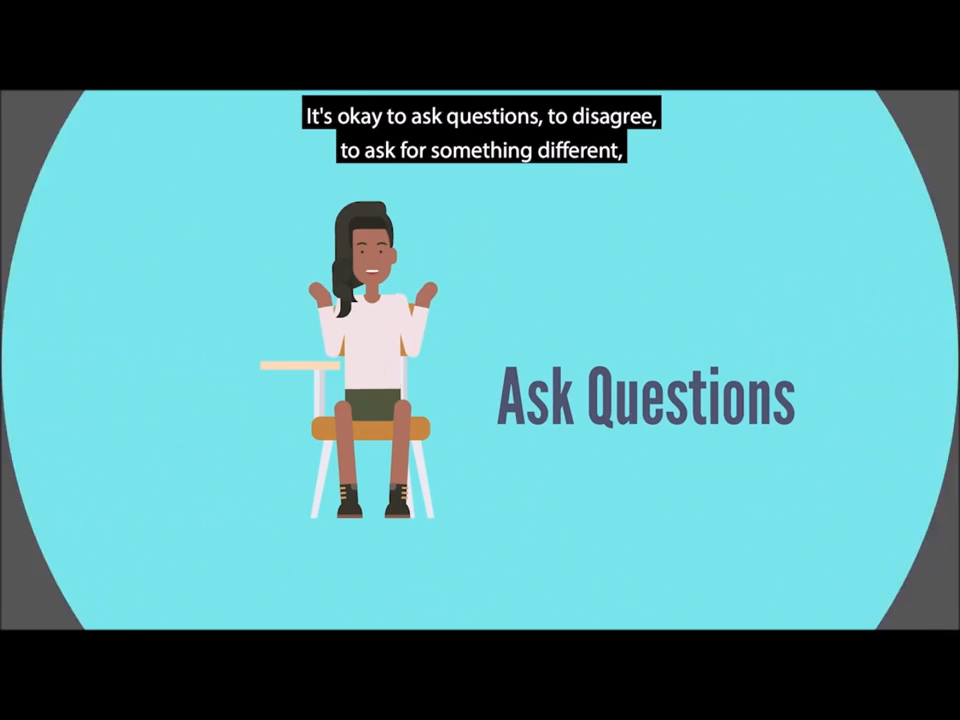 It's okay to ask questions, to disagree,
to ask for something different,
Ask Questions